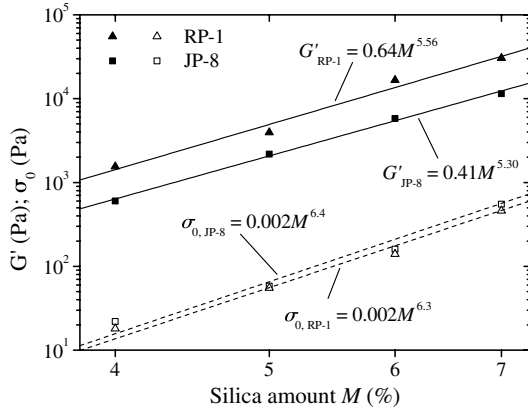 RP-1
JP-8
G′RP-1 = 0.64M^5.56
G′JP-8 = 0.41M^5.30
σ0, JP-8 = 0.002M^6.4
σ0, RP-1 = 0.002M^6.3
G' (Pa); σ0 (Pa)
10^5
10^4
10^3
10^2
10^1
4 5 6 7
Silica amount M (%)